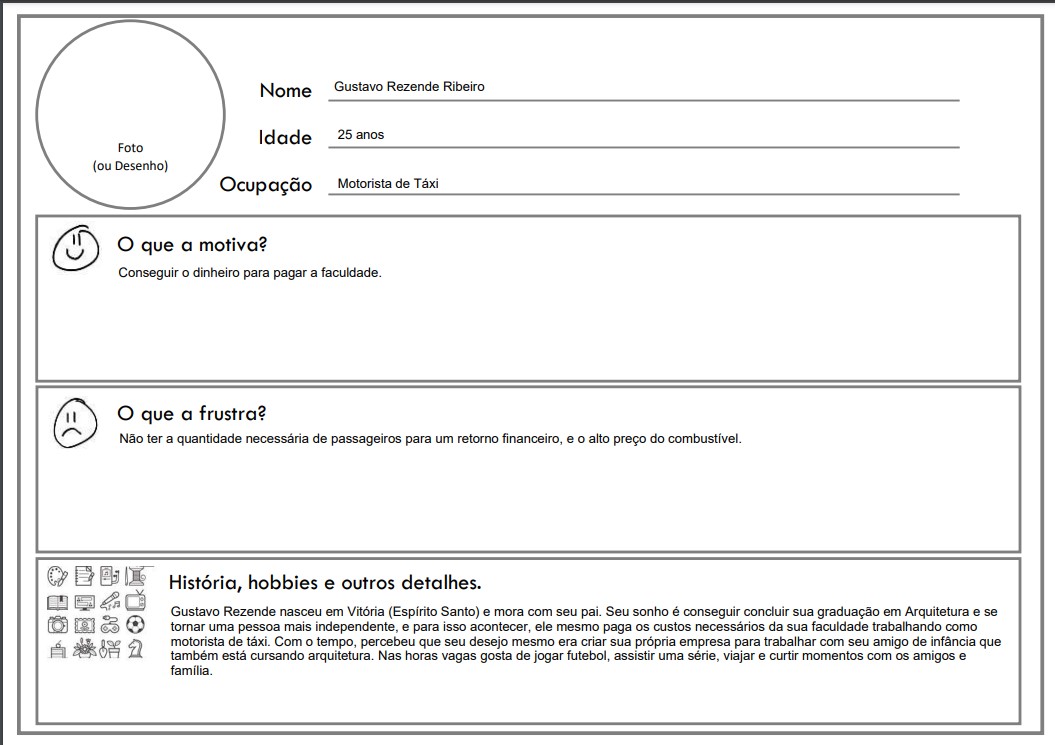 Foto
(ou Desenho)
Nome Gustavo Rezende Ribeiro
Idade 25 anos
Ocupação Motorista de Táxi
O que a motiva?
Conseguir o dinheiro para pagar a faculdade.
O que a frustra?
Não ter a quantidade necessária de passageiros para um retorno financeiro, e o alto preço do combustível.
História, hobbies e outros detalhes.
Gustavo Rezende nasceu em Vitória (Espírito Santo) e mora com seu pai. Seu sonho é conseguir concluir sua graduação em Arquitetura e se
tornar uma pessoa mais independente, e para isso acontecer, ele mesmo paga os custos necessários da sua faculdade trabalhando como
motorista de táxi. Com o tempo, percebeu que seu desejo mesmo era criar sua própria empresa para trabalhar com seu amigo de infância que
também está cursando arquitetura. Nas horas vagas gosta de jogar futebol, assistir uma série, viajar e curtir momentos com os amigos e
família.